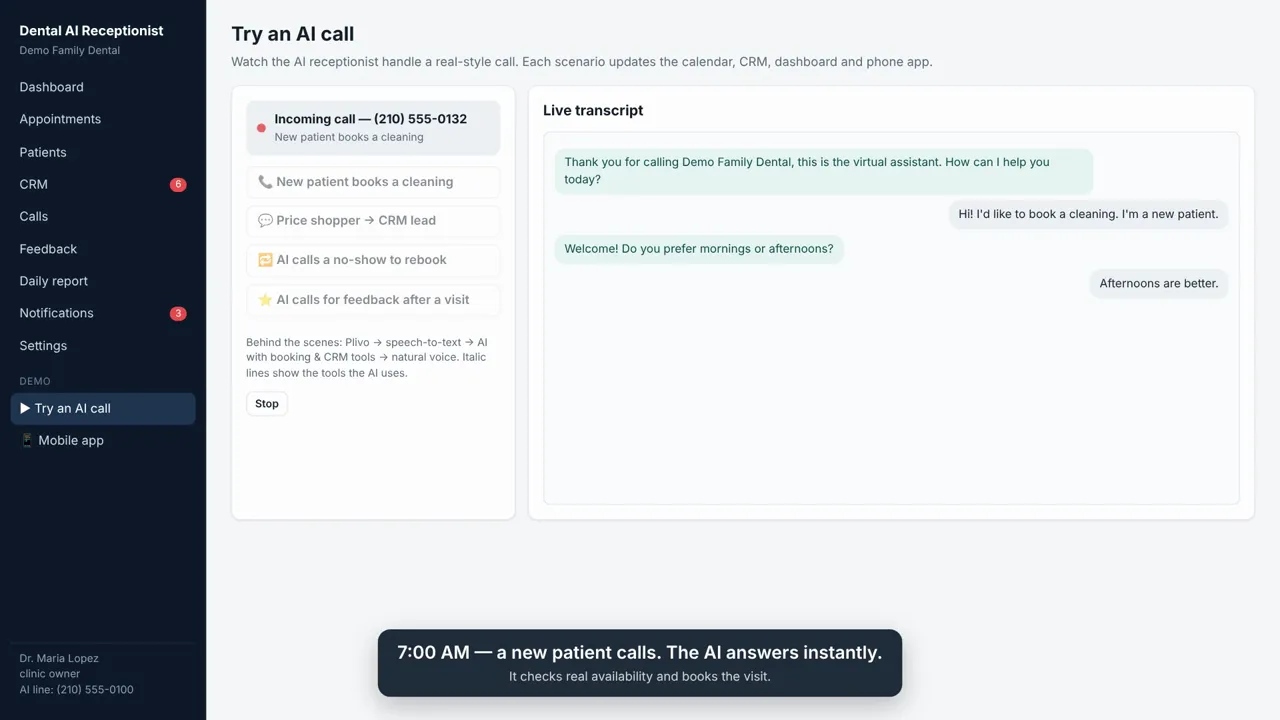 Dental AI Receptionist
Demo Family Dental
Dashboard
Appointments
Patients
CRM
6
Calls
Feedback
Daily report
Notifications
3
Settings
DEMO
▶ Try an AI call
📱 Mobile app
Dr. Maria Lopez
clinic owner
AI line: (210) 555-0100
Try an AI call
Watch the AI receptionist handle a real-style call. Each scenario updates the calendar, CRM, dashboard and phone app.
Incoming call — (210) 555-0132
New patient books a cleaning
📞 New patient books a cleaning
💬 Price shopper → CRM lead
🔁 AI calls a no-show to rebook
⭐ AI calls for feedback after a visit
Behind the scenes: Plivo → speech-to-text → AI
with booking & CRM tools → natural voice. Italic
lines show the tools the AI uses.
Stop
Live transcript
Thank you for calling Demo Family Dental, this is the virtual assistant. How can I help you
today?
Hi! I'd like to book a cleaning. I'm a new patient.
Welcome! Do you prefer mornings or afternoons?
Afternoons are better.
7:00 AM — a new patient calls. The AI answers instantly.
It checks real availability and books the visit.